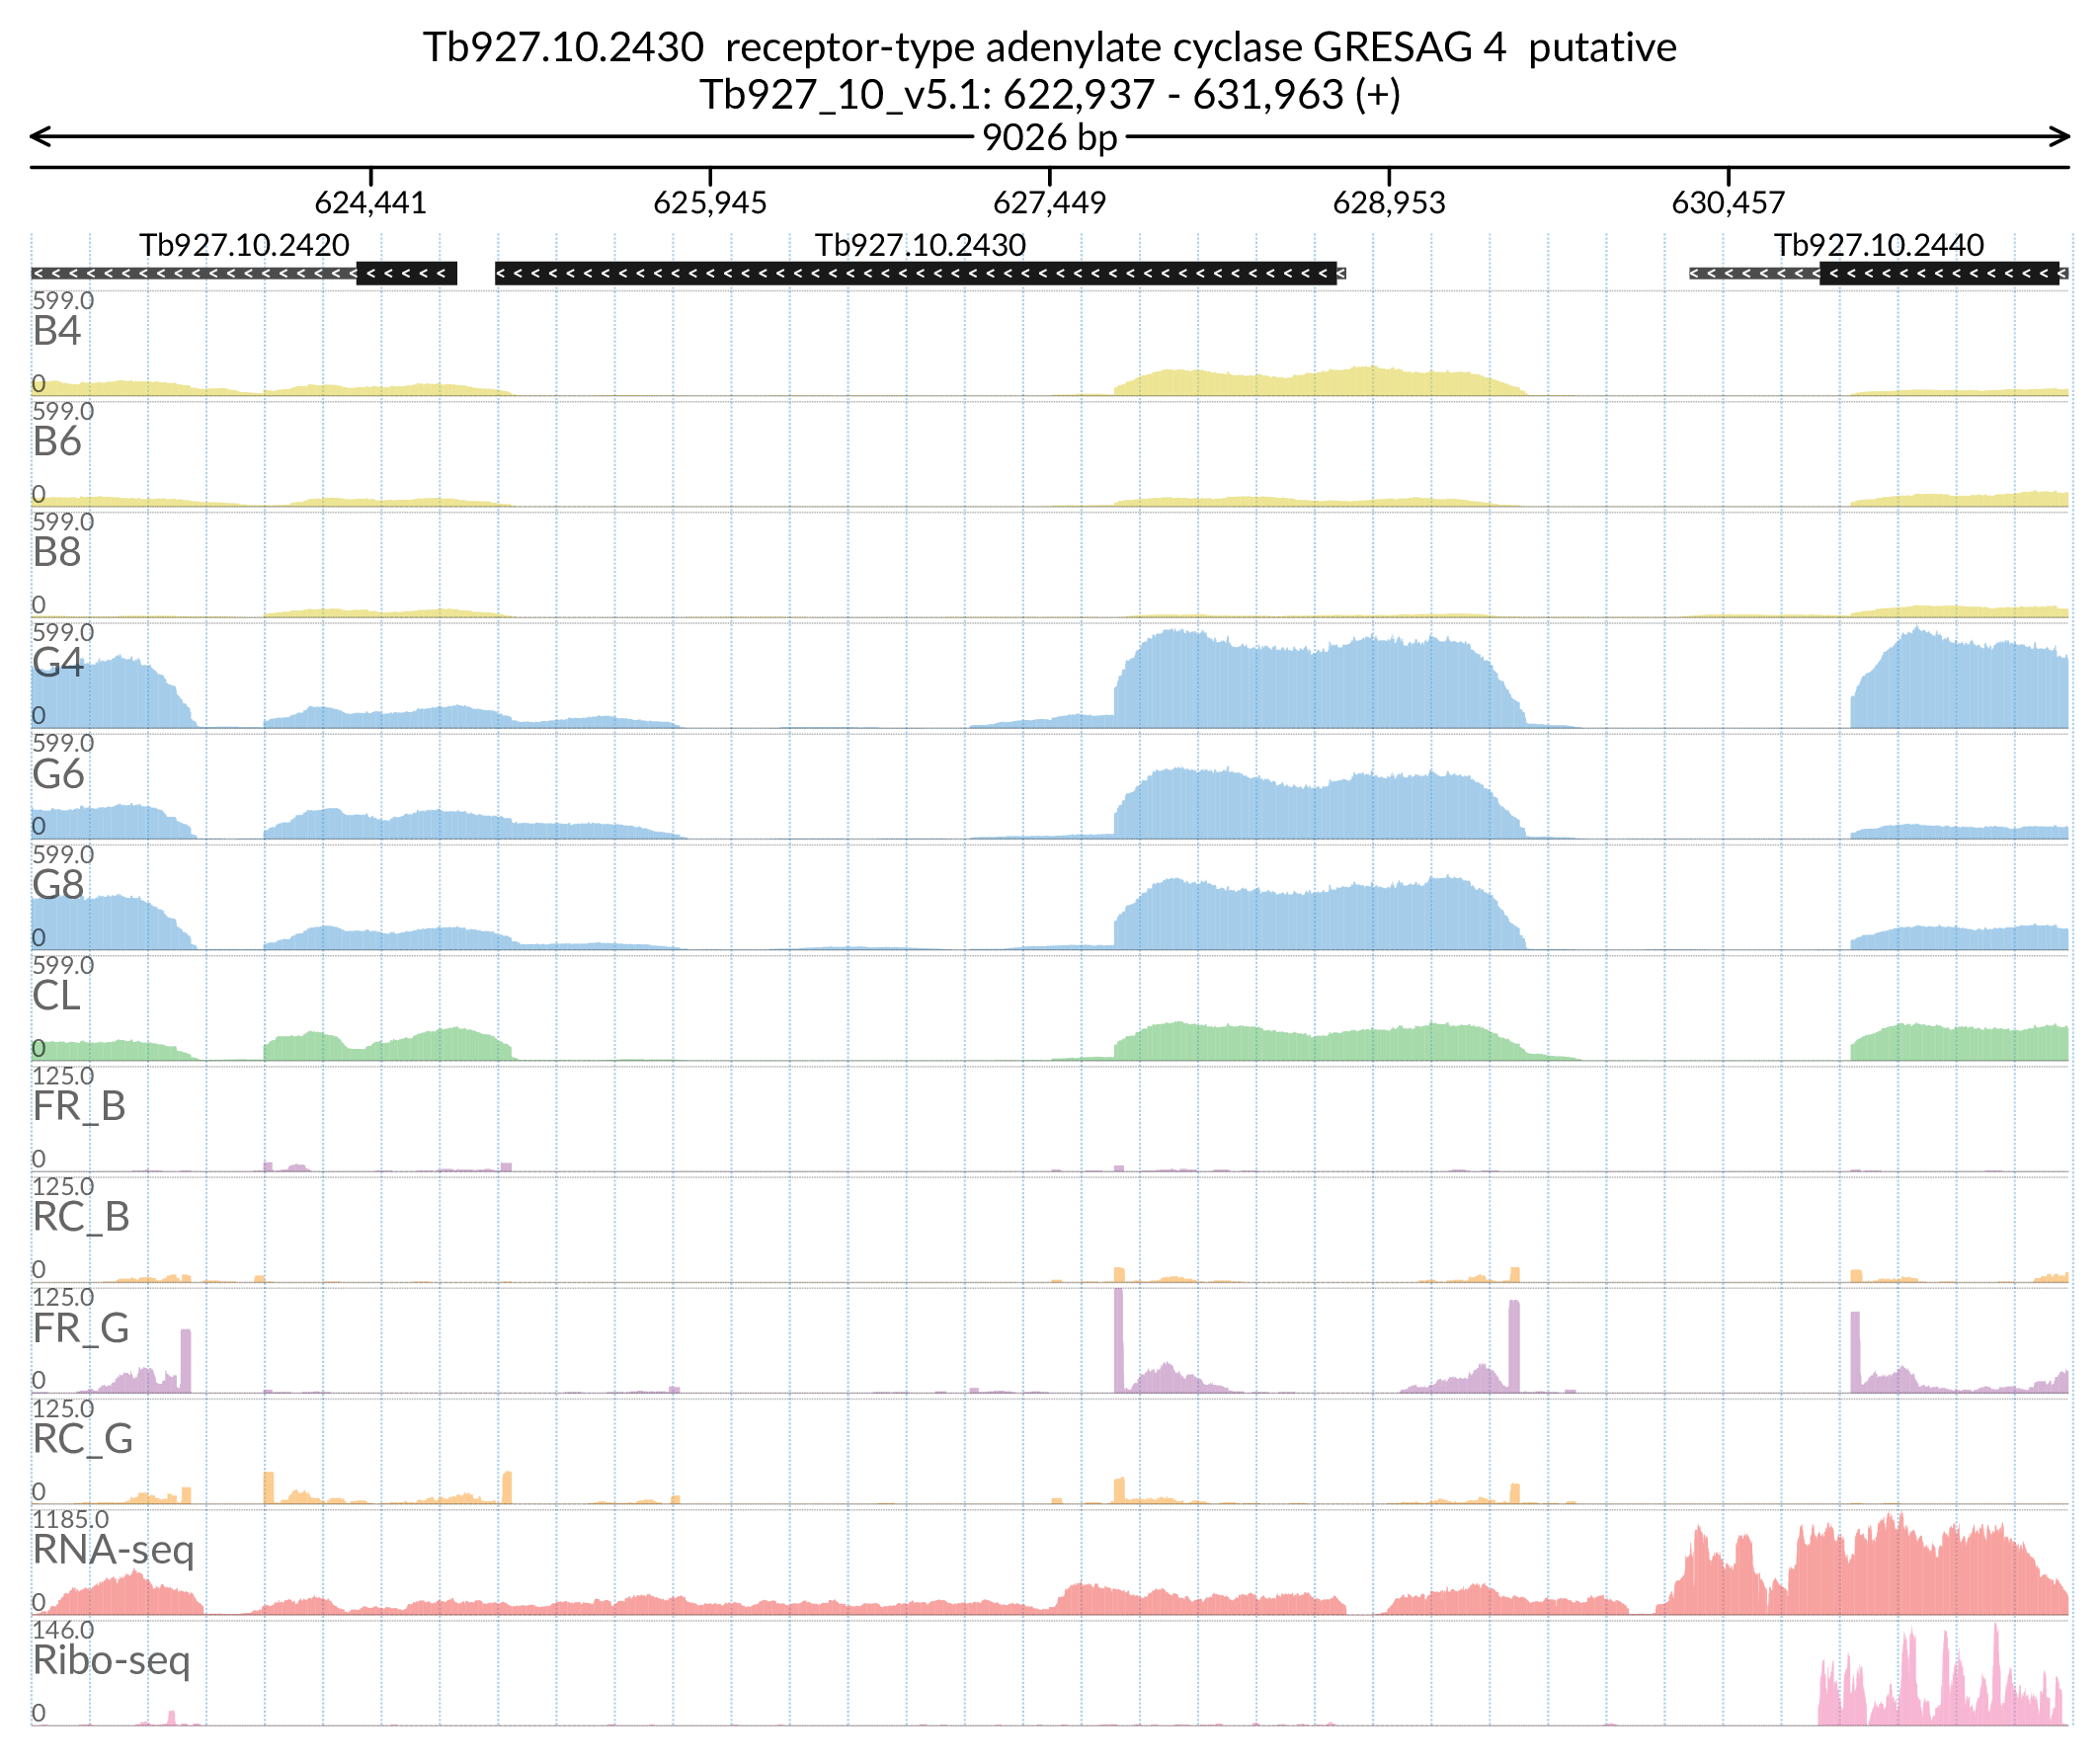 Tb927.10.2430  receptor-type adenylate cyclase GRESAG 4  putative
Tb927_10_v5.1: 622,937 - 631,963 (+)
9026 bp
624,441 625,945 627,449 628,953 630,457
Tb927.10.2420 Tb927.10.2430 Tb927.10.2440
599.0
B4
0
599.0
B6
0
599.0
B8
0
599.0
G4
0
599.0
G6
0
599.0
G8
0
599.0
CL
0
125.0
FR_B
0
125.0
RC_B
0
125.0
FR_G
0
125.0
RC_G
0
1185.0
RNA-seq
0
146.0
Ribo-seq
0